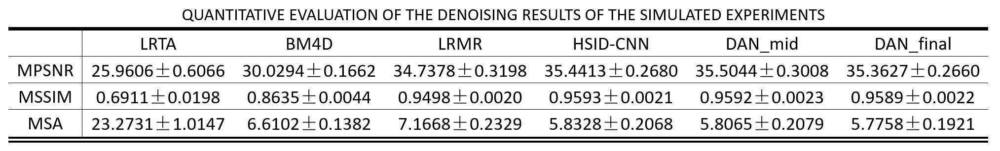 QUANTITATIVE EVALUATION OF THE DENOISING RESULTS OF THE SIMULATED EXPERIMENTS
LRTA BM4D LRMR HSID-CNN DAN_mid DAN_final
MPSNR 25.9606±0.6066 30.0294±0.1662 34.7378±0.3198 35.4413±0.2680 35.5044±0.3008 35.3627±0.2660
MSSIM 0.6911±0.0198 0.8635±0.0044 0.9498±0.0020 0.9593±0.0021 0.9592±0.0023 0.9589±0.0022
MSA 23.2731±1.0147 6.6102±0.1382 7.1668±0.2329 5.8328±0.2068 5.8065±0.2079 5.7758±0.1921